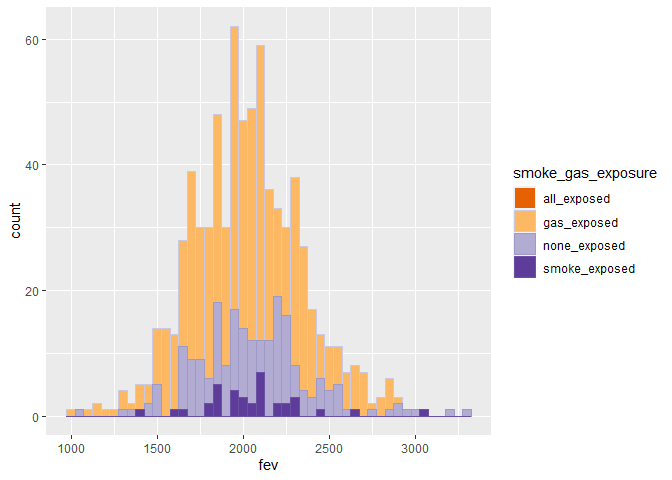 60
40
20
0
count
1000 1500 2000 2500 3000
fev
smoke_gas_exposure
all_exposed
gas_exposed
none_exposed
smoke_exposed